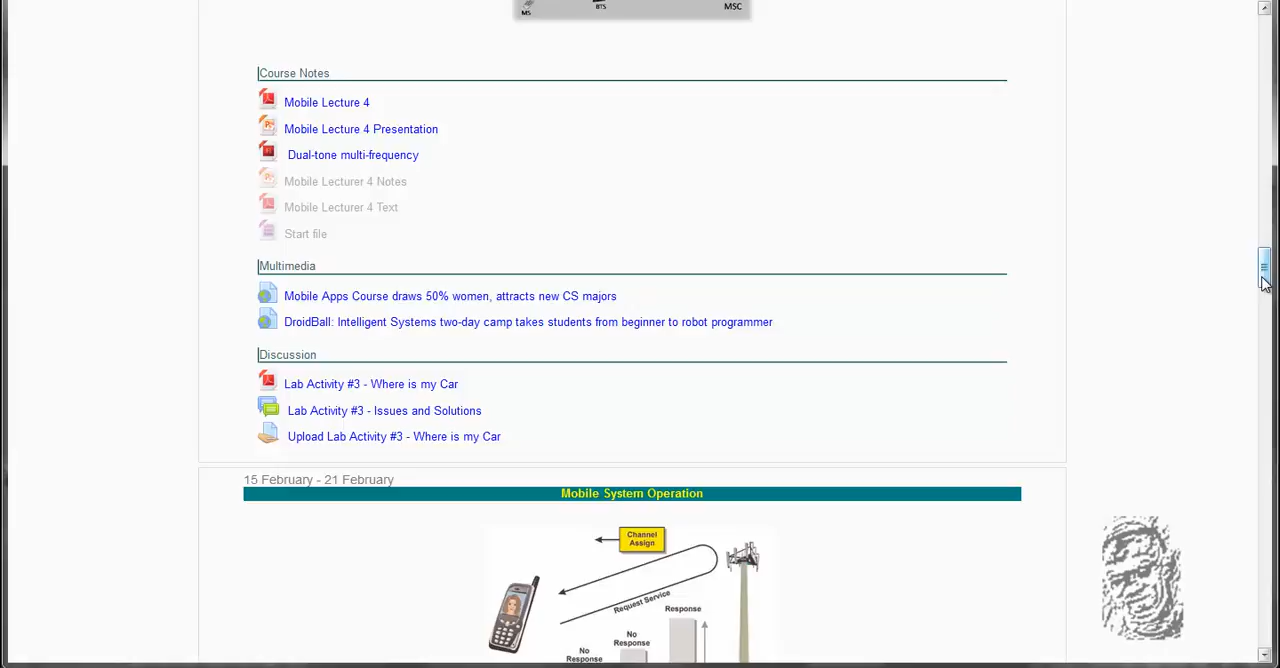 MS
BTS
MSC
Course Notes
Mobile Lecture 4
Mobile Lecture 4 Presentation
Dual-tone multi-frequency
Mobile Lecturer 4 Notes
Mobile Lecturer 4 Text
Start file
Multimedia
Mobile Apps Course draws 50% women, attracts new CS majors
DroidBall: Intelligent Systems two-day camp takes students from beginner to robot programmer
Discussion
Lab Activity #3 - Where is my Car
Lab Activity #3 - Issues and Solutions
Upload Lab Activity #3 - Where is my Car
15 February - 21 February
Mobile System Operation
Channel
Assign
Request Service
Response
No
Response
No
Response